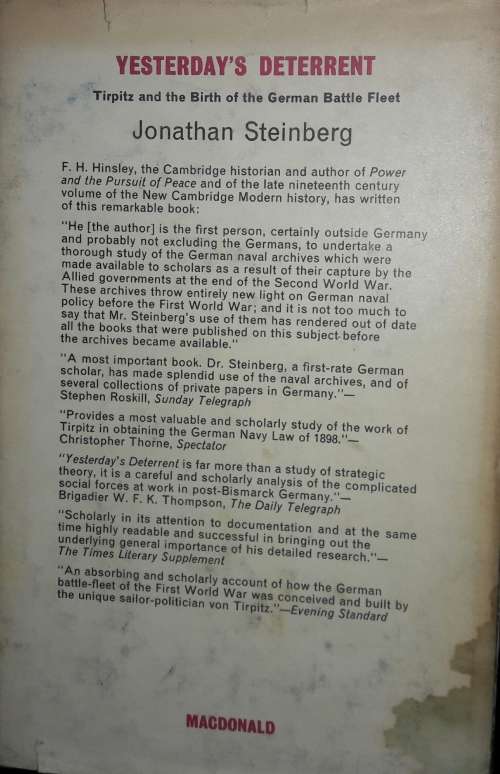 YESTERDAY'S DETERRENT
Tirpitz and the Birth of the German Battle Fleet
Jonathan Steinberg
F. H. Hinsley, the Cambridge historian and author of Power
and the Pursuit of Peace and of the late nineteenth century
volume of the New Cambridge Modern history, has written
of this remarkable book:
"He [the author] is the first person, certainly outside Germany
and probably not excluding the Germans, to undertake a
thorough study of the German naval archives which were
made available to scholars as a result of their capture by the
Allied governments at the end of the Second World War.
These archives throw entirely new light on German naval
policy before the First World War; and it is not too much to
say that Mr. Steinberg's use of them has rendered out of date
all the books that were published on this subject before
the archives became available."
"A most important book. Dr. Steinberg, a first-rate German
scholar, has made splendid use of the naval archives, and of
several collections of private papers in Germany."—
Stephen Roskill, Sunday Telegraph
"Provides a most valuable and scholarly study of the work of
Tirpitz in obtaining the German Navy Law of 1898."—
Christopher Thorne, Spectator
"Yesterday's Deterrent is far more than a study of strategic
theory, it is a careful and scholarly analysis of the complicated
social forces at work in post-Bismarck Germany."—
Brigadier W. F. K. Thompson, The Daily Telegraph
"Scholarly in its attention to documentation and at the same
time highly readable and successful in bringing out the
underlying general importance of his detailed research."—
The Times Literary Supplement
"An absorbing and scholarly account of how the German
battle-fleet of the First World War was conceived and built by
the unique sailor-politician von Tirpitz."—Evening Standard
MACDONALD